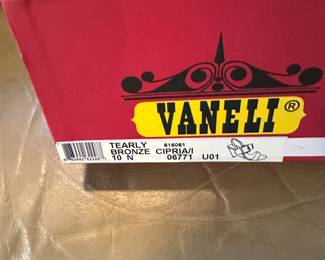 VANELI®
TEARLY 616061
BRONZE CIPRIA/I
10 N 06771 U01